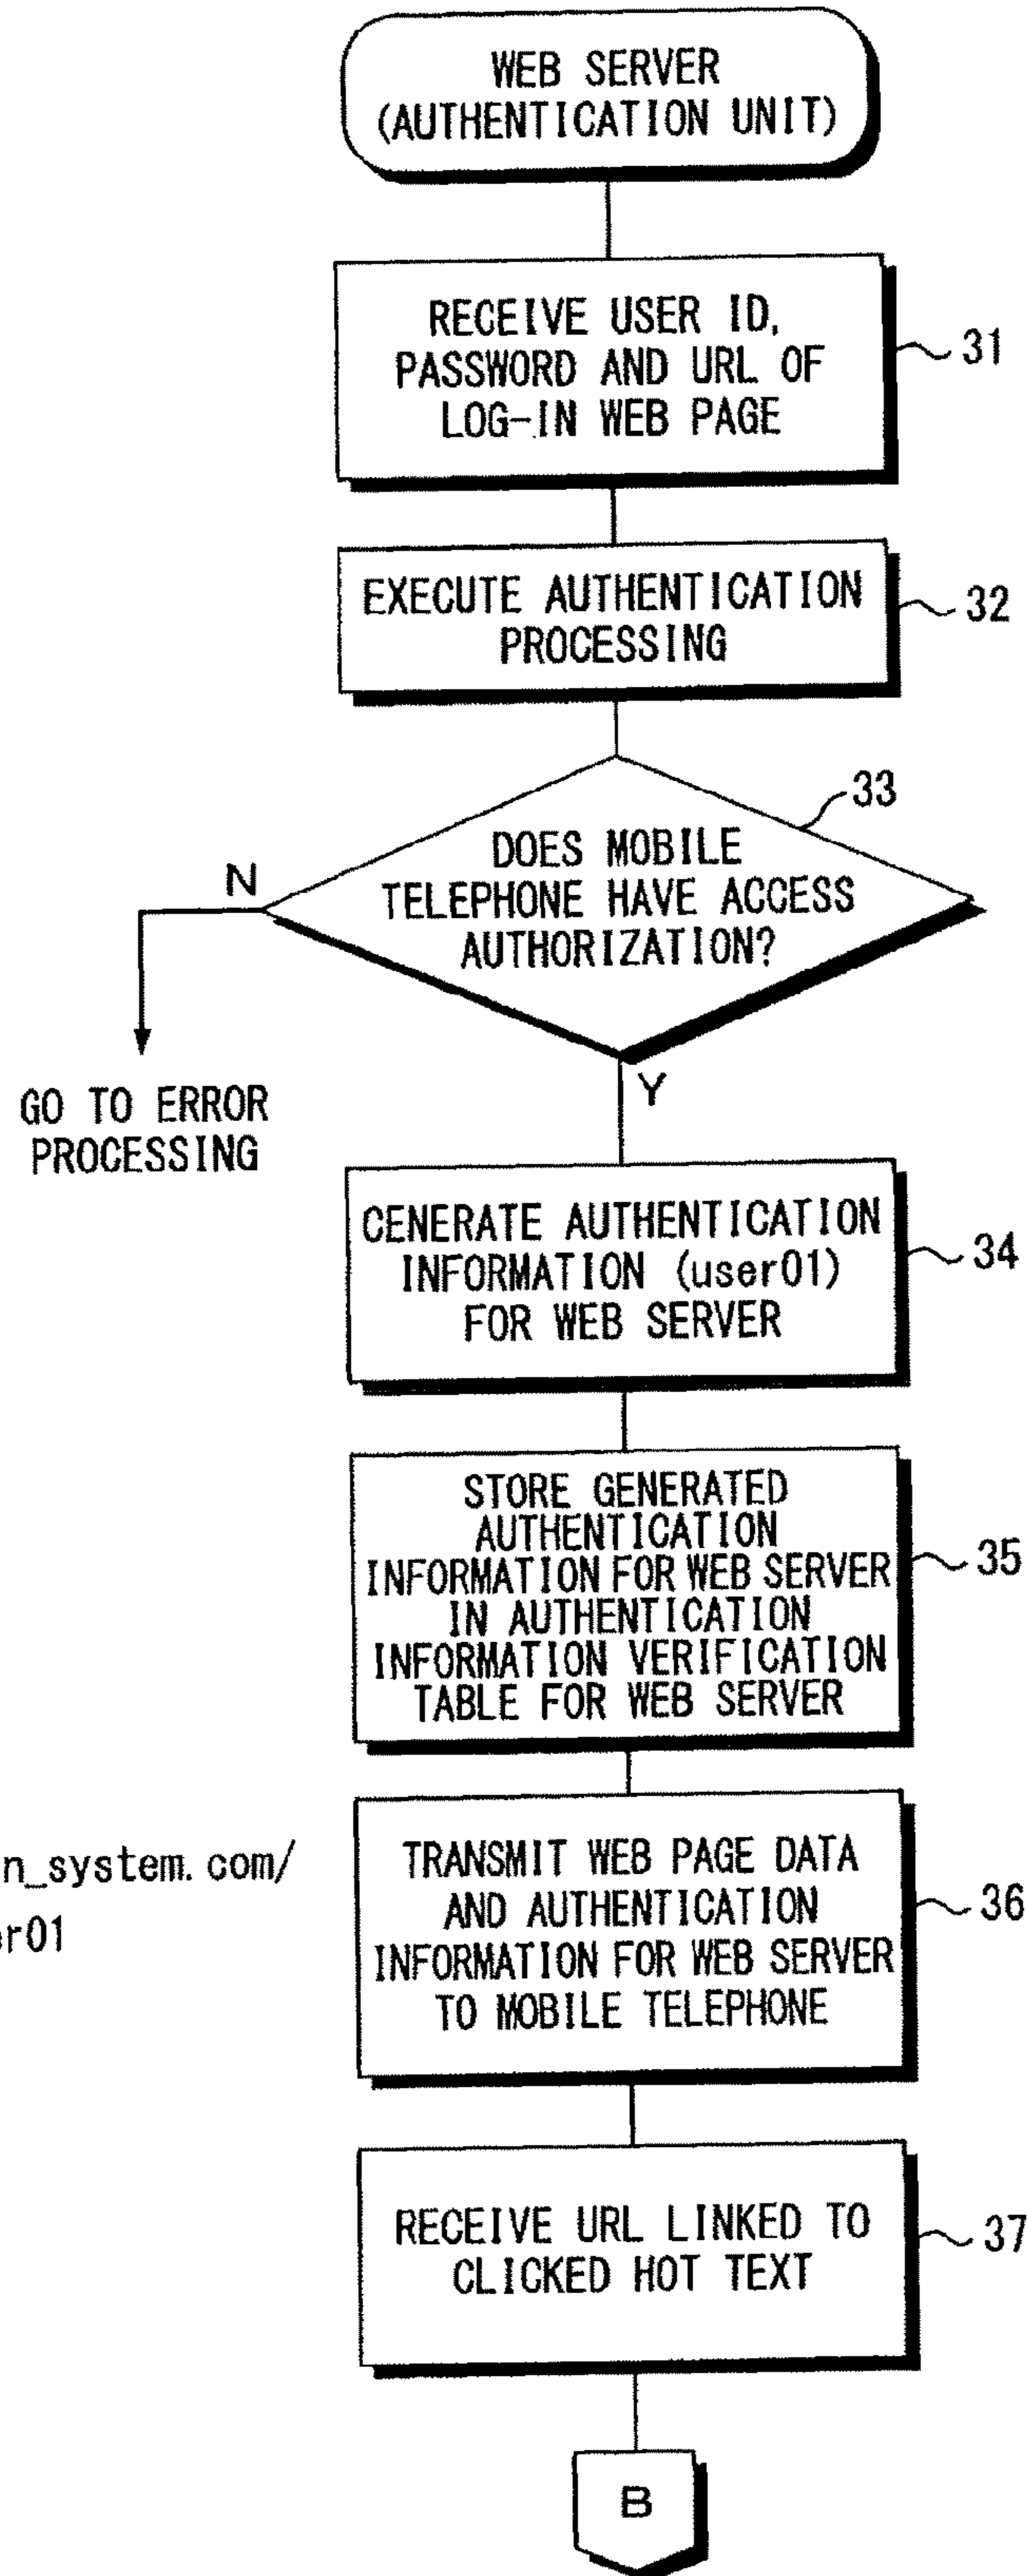 WEB SERVER
(AUTHENTICATION UNIT)
RECEIVE USER ID,
PASSWORD AND URL OF
LOG-IN WEB PAGE
31
EXECUTE AUTHENTICATION
PROCESSING
32
33
DOES MOBILE
TELEPHONE HAVE ACCESS
AUTHORIZATION?
N
GO TO ERROR
PROCESSING
Y
CENERATE AUTHENTICATION
INFORMATION (user01)
FOR WEB SERVER
34
STORE GENERATED
AUTHENTICATION
INFORMATION FOR WEB SERVER
IN AUTHENTICATION
INFORMATION VERIFICATION
TABLE FOR WEB SERVER
35
n_system.com/
er01
TRANSMIT WEB PAGE DATA
AND AUTHENTICATION
INFORMATION FOR WEB SERVER
TO MOBILE TELEPHONE
36
RECEIVE URL LINKED TO
CLICKED HOT TEXT
37
B